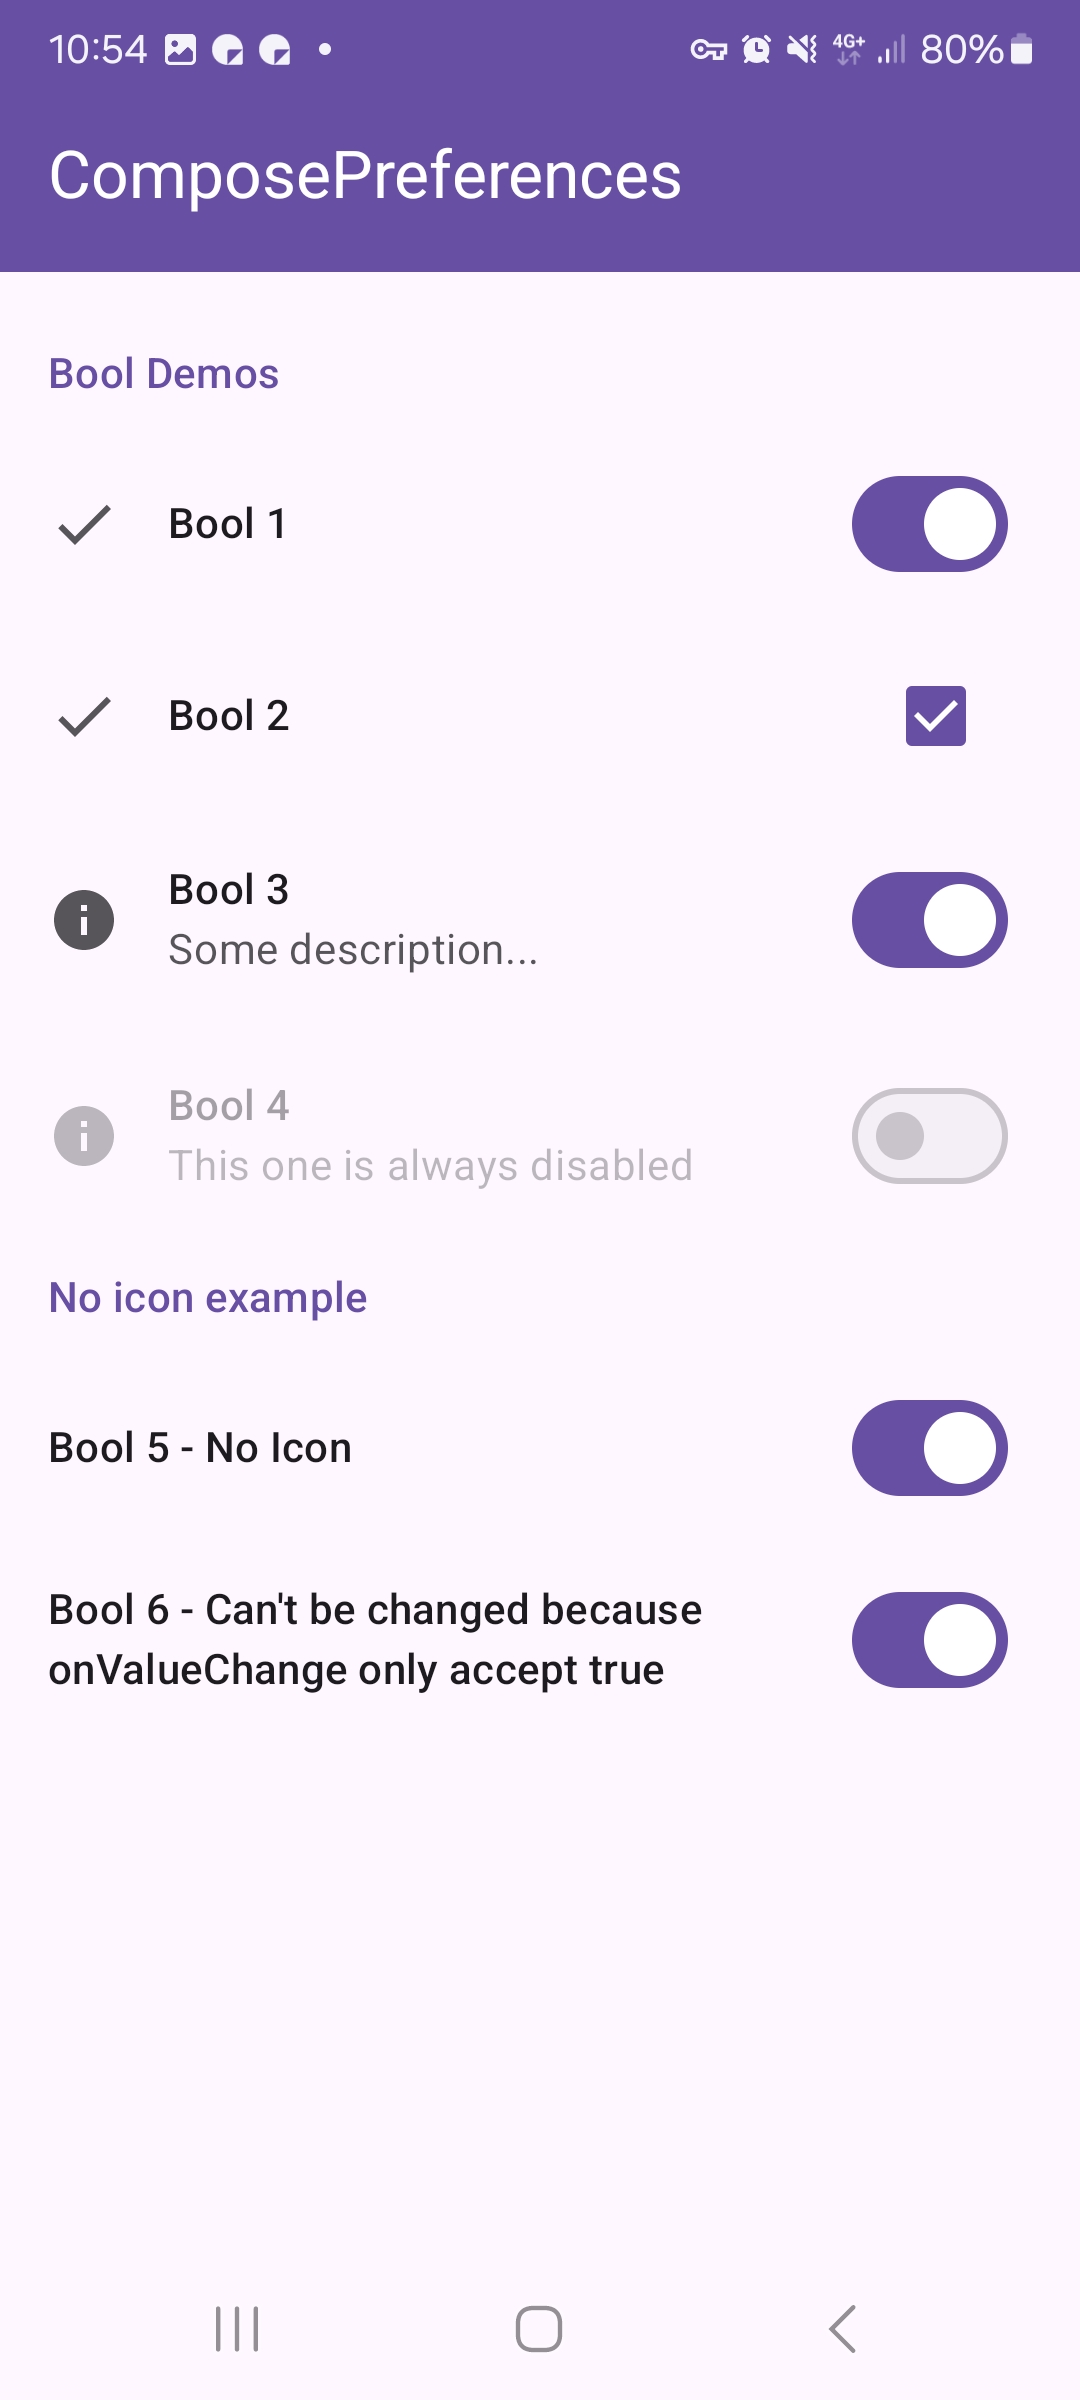 10:54 4G+ 80%
ComposePreferences
Bool Demos
Bool 1
Bool 2
Bool 3
Some description...
Bool 4
This one is always disabled
No icon example
Bool 5 - No Icon
Bool 6 - Can't be changed because
onValueChange only accept true